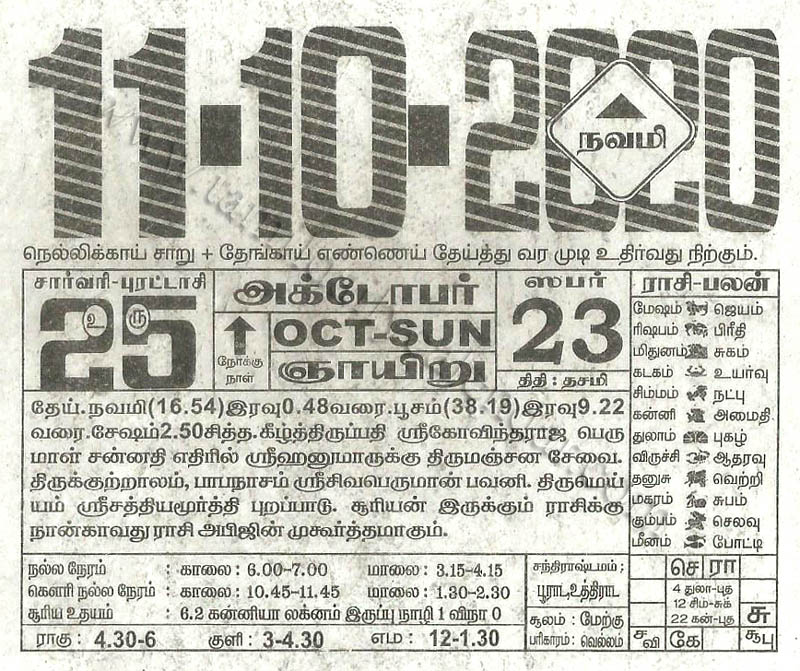 11-10-2020
நவமி
நெல்லிக்காய் சாறு + தேங்காய் எண்ணெய் தேய்த்து வர முடி உதிர்வது நிற்கும்.
சார்வரி-புரட்டாசி
25
உ ரு
நோக்கு
நாள்
அக்டோபர்
OCT-SUN
ஞாயிறு
ஸபர்
23
திதி : தசமி
ராசி-பலன்
மேஷம் ஜெயம்
ரிஷபம் பிரீதி
மிதுனம் சுகம்
கடகம் உயர்வு
சிம்மம் நட்பு
கன்னி அமைதி
துலாம் புகழ்
விருச்சி ஆதரவு
தனுசு வெற்றி
மகரம் சுபம்
கும்பம் செலவு
மீனம் போட்டி
தேய்.நவமி(16.54)இரவு0.48வரை.பூசம்(38.19)இரவு9.22
வரை.சேஷம்2.50சித்த.கீழ்த்திருப்பதி ஸ்ரீகோவிந்தராஜ பெரு
மாள் சன்னதி எதிரில் ஸ்ரீஹனுமாருக்கு திருமஞ்சன சேவை.
திருக்குற்றாலம், பாபநாசம் ஸ்ரீசிவபெருமான் பவனி. திருமெய்
யம் ஸ்ரீசத்தியமூர்த்தி புறப்பாடு. சூரியன் இருக்கும் ராசிக்கு
நான்காவது ராசி அபிஜின் முகூர்த்தமாகும்.
நல்ல நேரம் : காலை : 6.00-7.00 மாலை : 3.15-4.15
கௌரி நல்ல நேரம் : காலை : 10.45-11.45 மாலை : 1.30-2.30
சூரிய உதயம் : 6.2 கன்னியா லக்னம் இருப்பு நாழி 1 விநா 0
ராகு : 4.30-6 குளி : 3-4.30 எம : 12-1.30
சந்திராஷ்டமம் ;
பூராட,உத்திராட
சூலம் : மேற்கு
பரிகாரம் : வெல்லம்
செ ரா
4 துலா-புத
12 சிம்-சுக்
22 கன்-புத
சு
ச வி
கே
சூ பு